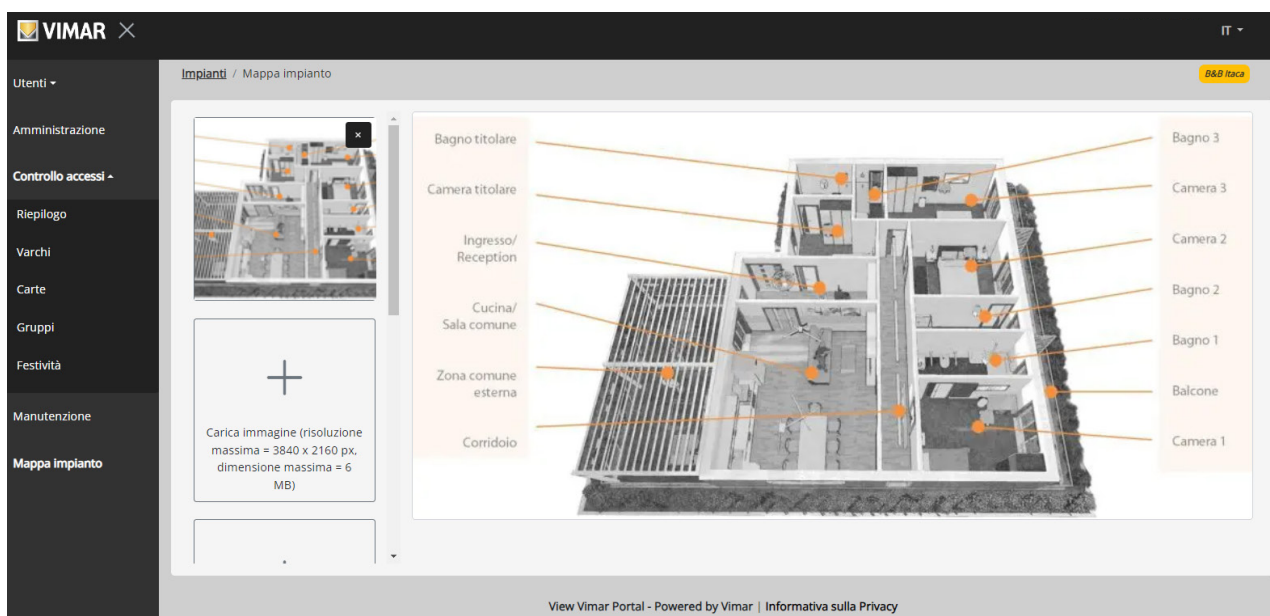 VIMAR
IT
Utenti
Impianti / Mappa impianto
B&B Itaca
Amministrazione
Controllo accessi
Riepilogo
Varchi
Carte
Gruppi
Festività
Manutenzione
Mappa impianto
Carica immagine (risoluzione
massima = 3840 x 2160 px,
dimensione massima = 6
MB)
Bagno titolare
Camera titolare
Ingresso/
Reception
Cucina/
Sala comune
Zona comune
esterna
Corridoio
Bagno 3
Camera 3
Camera 2
Bagno 2
Bagno 1
Balcone
Camera 1
View Vimar Portal - Powered by Vimar | Informativa sulla Privacy